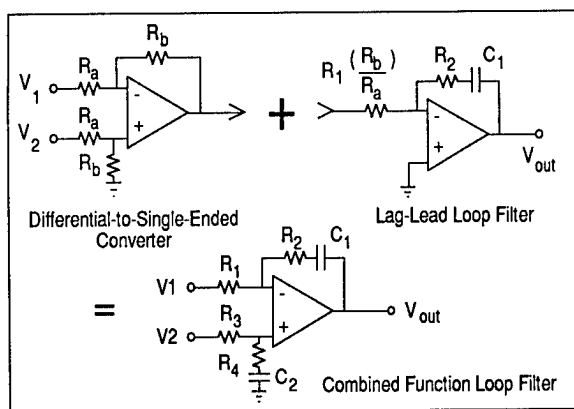 R_b
V_1
R_a
-
V_2
R_a
+
R_b
Differential-to-Single-Ended
Converter
+
R_1 (R_b/R_a)
R_2
C_1
-
+
V_out
Lag-Lead Loop Filter
=
V1
R_1
R_2
C_1
-
V2
R_3
+
R_4
C_2
V_out
Combined Function Loop Filter